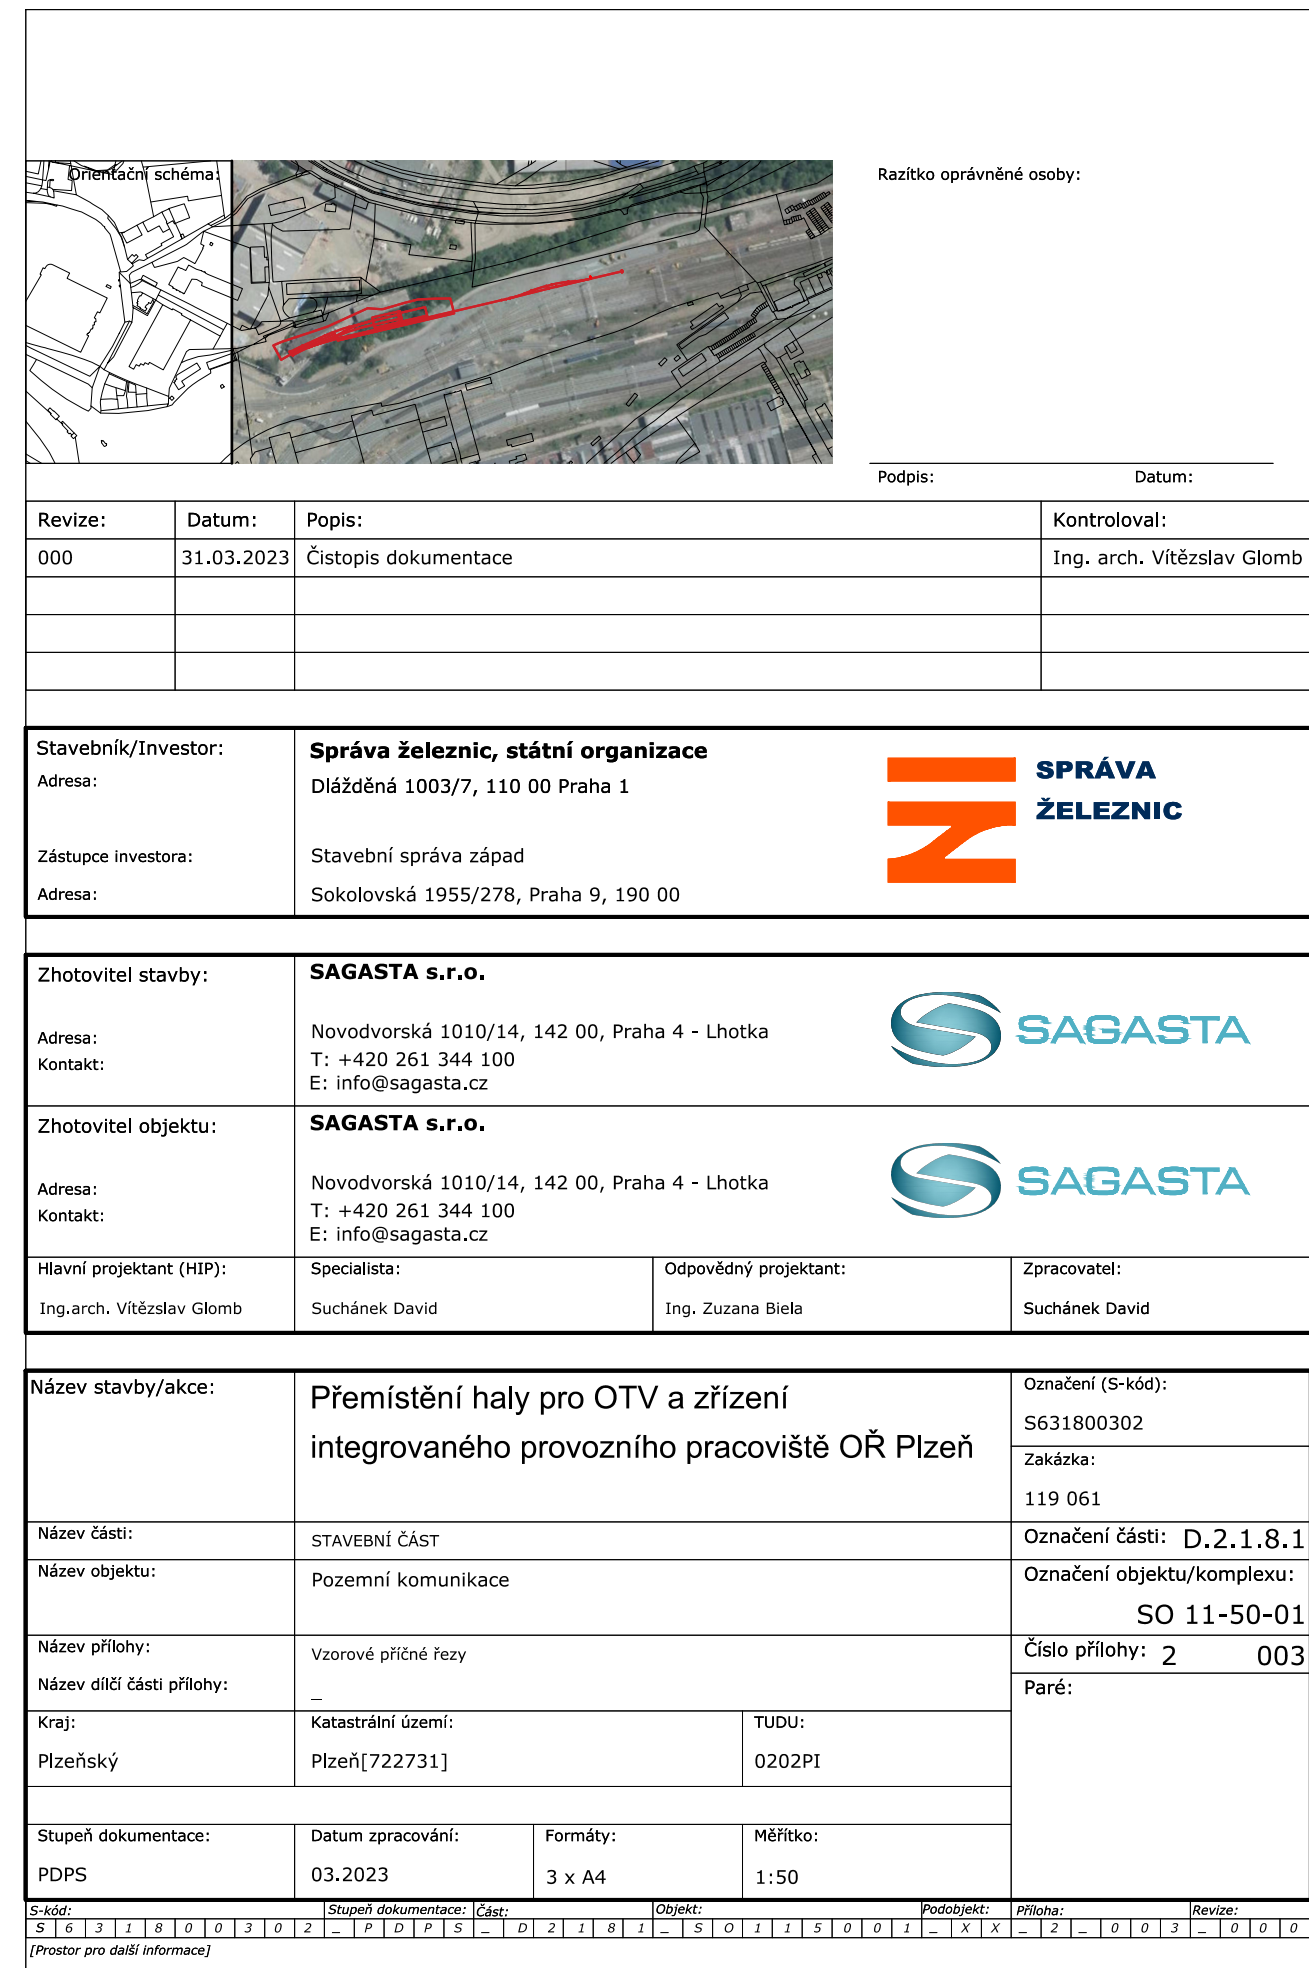 Orientační schéma:
Razítko oprávněné osoby:
Podpis: Datum:
Revize: Datum: Popis: Kontroloval:
000 31.03.2023 Čistopis dokumentace Ing. arch. Vítězslav Glomb
Stavebník/Investor: Správa železnic, státní organizace
Adresa: Dlážděná 1003/7, 110 00 Praha 1
SPRÁVA
ŽELEZNIC
Zástupce investora: Stavební správa západ
Adresa: Sokolovská 1955/278, Praha 9, 190 00
Zhotovitel stavby: SAGASTA s.r.o.
SAGASTA
Adresa: Novodvorská 1010/14, 142 00, Praha 4 - Lhotka
Kontakt: T: +420 261 344 100
E: info@sagasta.cz
Zhotovitel objektu: SAGASTA s.r.o.
SAGASTA
Adresa: Novodvorská 1010/14, 142 00, Praha 4 - Lhotka
Kontakt: T: +420 261 344 100
E: info@sagasta.cz
Hlavní projektant (HIP): Specialista: Odpovědný projektant: Zpracovatel:
Ing.arch. Vítězslav Glomb Suchánek David Ing. Zuzana Biela Suchánek David
Název stavby/akce: Přemístění haly pro OTV a zřízení
integrovaného provozního pracoviště OŘ Plzeň
Označení (S-kód):
S631800302
Zakázka:
119 061
Název části: STAVEBNÍ ČÁST Označení části: D.2.1.8.1
Název objektu: Pozemní komunikace Označení objektu/komplexu:
SO 11-50-01
Název přílohy: Vzorové příčné řezy Číslo přílohy: 2 003
Název dílčí části přílohy: _ Paré:
Kraj: Katastrální území: TUDU:
Plzeňský Plzeň[722731] 0202PI
Stupeň dokumentace: Datum zpracování: Formáty: Měřítko:
PDPS 03.2023 3 x A4 1:50
S-kód: Stupeň dokumentace: Část: Objekt: Podobjekt: Příloha: Revize:
S 6 3 1 8 0 0 3 0 2 _ P D P S _ D 2 1 8 1 _ S O 1 1 5 0 0 1 _ X X _ 2 _ 0 0 3 _ 0 0 0
[Prostor pro další informace]